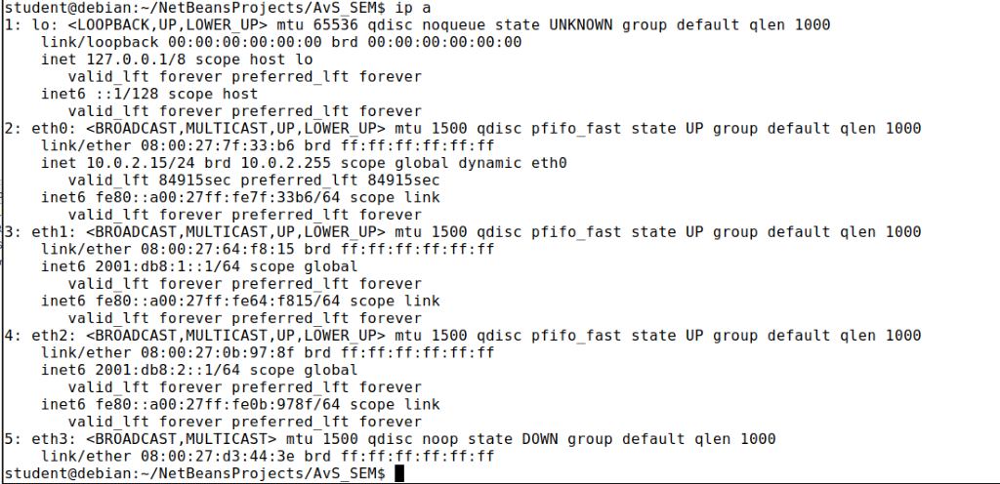 student@debian:~/NetBeansProjects/AvS_SEM$ ip a
1: lo: <LOOPBACK,UP,LOWER_UP> mtu 65536 qdisc noqueue state UNKNOWN group default qlen 1000
    link/loopback 00:00:00:00:00:00 brd 00:00:00:00:00:00
    inet 127.0.0.1/8 scope host lo
       valid_lft forever preferred_lft forever
    inet6 ::1/128 scope host
       valid_lft forever preferred_lft forever
2: eth0: <BROADCAST,MULTICAST,UP,LOWER_UP> mtu 1500 qdisc pfifo_fast state UP group default qlen 1000
    link/ether 08:00:27:7f:33:b6 brd ff:ff:ff:ff:ff:ff
    inet 10.0.2.15/24 brd 10.0.2.255 scope global dynamic eth0
       valid_lft 84915sec preferred_lft 84915sec
    inet6 fe80::a00:27ff:fe7f:33b6/64 scope link
       valid_lft forever preferred_lft forever
3: eth1: <BROADCAST,MULTICAST,UP,LOWER_UP> mtu 1500 qdisc pfifo_fast state UP group default qlen 1000
    link/ether 08:00:27:64:f8:15 brd ff:ff:ff:ff:ff:ff
    inet6 2001:db8:1::1/64 scope global
       valid_lft forever preferred_lft forever
    inet6 fe80::a00:27ff:fe64:f815/64 scope link
       valid_lft forever preferred_lft forever
4: eth2: <BROADCAST,MULTICAST,UP,LOWER_UP> mtu 1500 qdisc pfifo_fast state UP group default qlen 1000
    link/ether 08:00:27:0b:97:8f brd ff:ff:ff:ff:ff:ff
    inet6 2001:db8:2::1/64 scope global
       valid_lft forever preferred_lft forever
    inet6 fe80::a00:27ff:fe0b:978f/64 scope link
       valid_lft forever preferred_lft forever
5: eth3: <BROADCAST,MULTICAST> mtu 1500 qdisc noop state DOWN group default qlen 1000
    link/ether 08:00:27:d3:44:3e brd ff:ff:ff:ff:ff:ff
student@debian:~/NetBeansProjects/AvS_SEM$